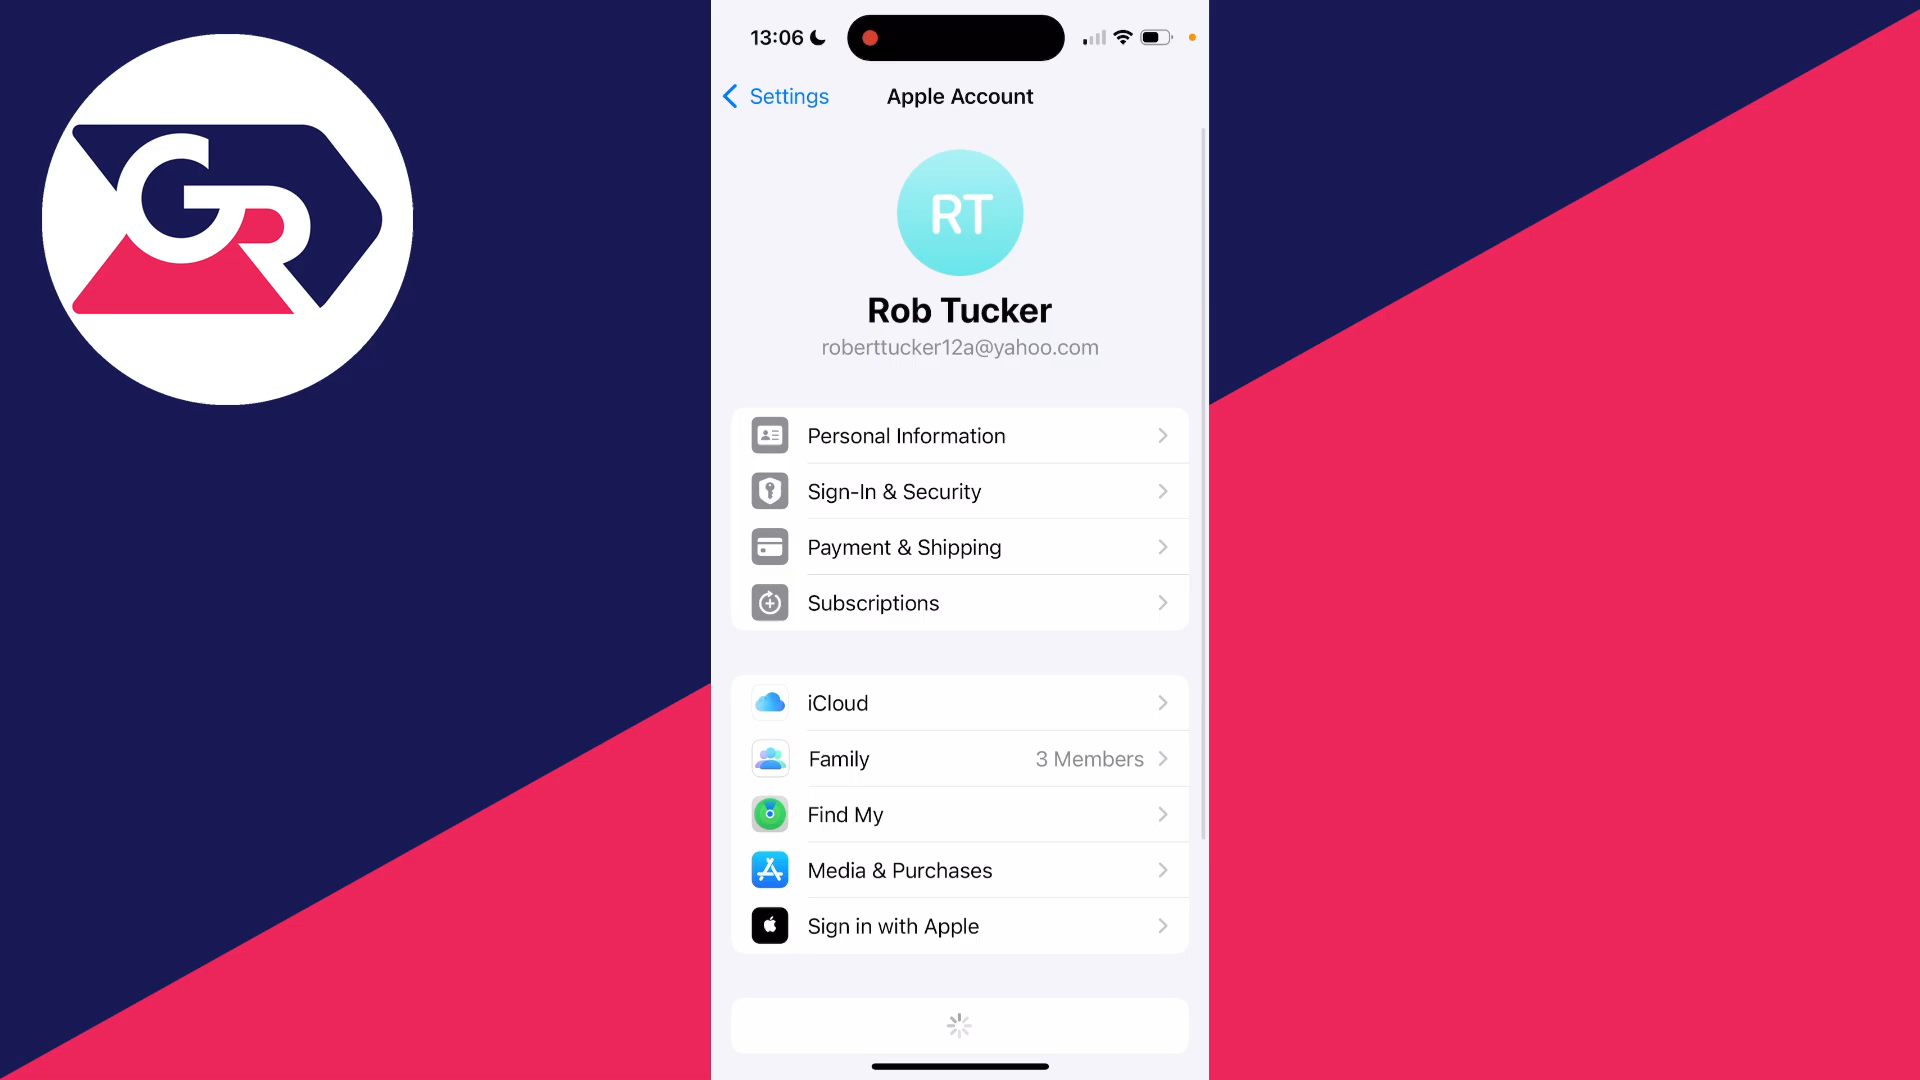 GR
13:06
Settings
Apple Account
RT
Rob Tucker
roberttucker12a@yahoo.com
Personal Information
Sign-In & Security
Payment & Shipping
Subscriptions
iCloud
Family 3 Members
Find My
Media & Purchases
Sign in with Apple